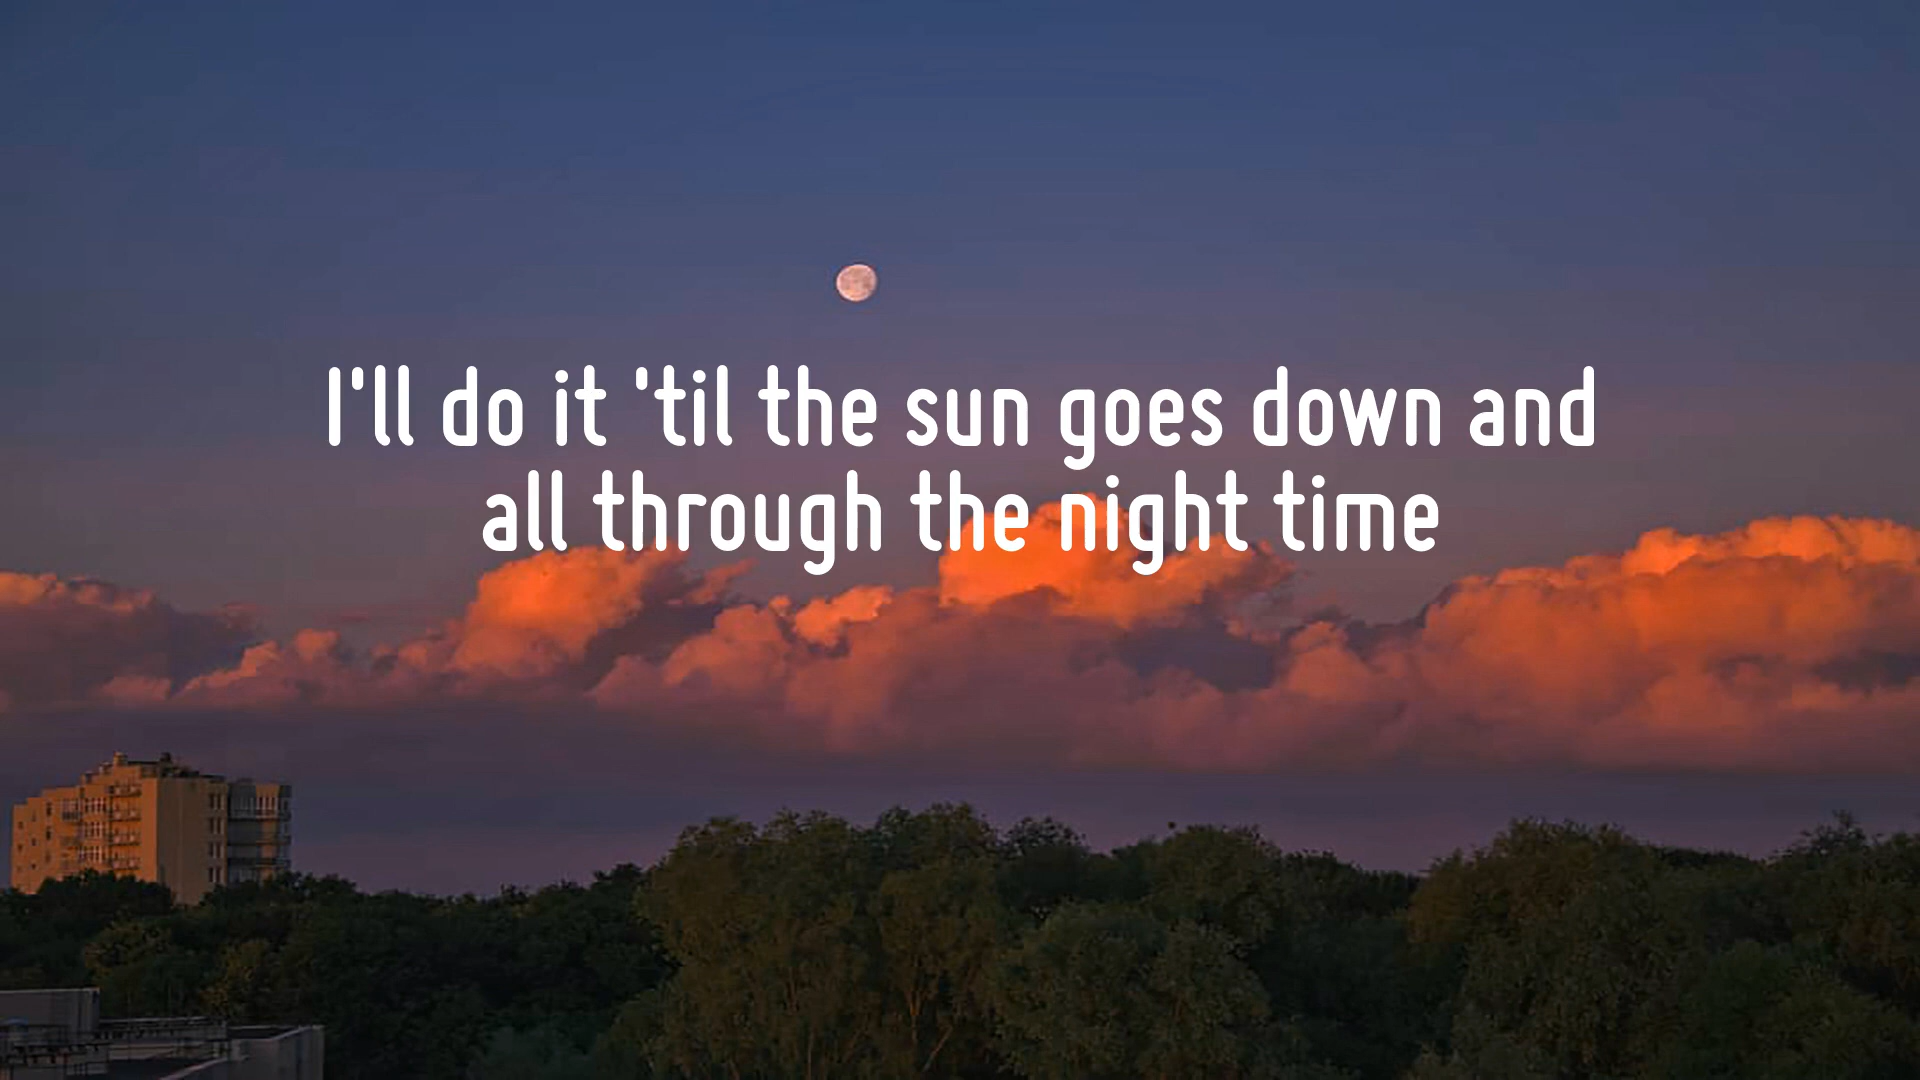 I'll do it 'til the sun goes down and
all through the night time